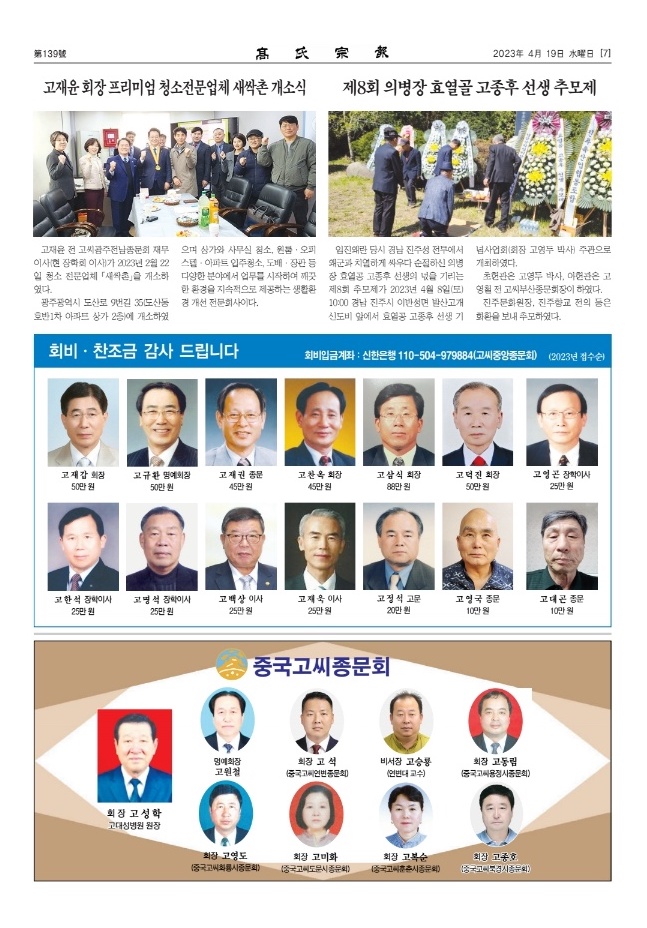 第139號
髙氏宗報
2023年 4月 19日 水曜日 [7]
고재윤 회장 프리미엄 청소전문업체 새싹촌 개소식
고재윤 전 고씨광주전남종문회 재무
이사(현 장학회 이사)가 2023년 2월 22
일 청소 전문업체 「새싹촌」을 개소하
였다.
광주광역시 도산로 9번길 35(도산동
호반1차 아파트 상가 2층)에 개소하였
으며 상가와 사무실 청소, 원룸·오피
스텔·아파트 입주청소, 도배·장판 등
다양한 분야에서 업무를 시작하여 깨끗
한 환경을 지속적으로 제공하는 생활환
경 개선 전문회사이다.
제8회 의병장 효열골 고종후 선생 추모제
임진왜란 당시 경남 진주성 전투에서
왜군과 치열하게 싸우다 순절하신 의병
장 효열공 고종후 선생의 넋을 기리는
제8회 추모제가 2023년 4월 8일(토)
10:00 경남 진주시 이반성면 발산고개
신도비 앞에서 효열공 고종후 선생 기
념사업회(회장 고영두 박사) 주관으로
개최하였다.
초헌관은 고영두 박사, 아헌관은 고
영휠 전 고씨부산종문회장이 하였다.
진주문화원장, 진주향교 전의 등은
회환을 보내 추모하였다.
회비·찬조금 감사 드립니다
회비입금계좌 : 신한은행 110-504-979884(고씨중앙종문회)
(2023년 접수순)
고재갑 회장
50만 원
고규환 명예회장
50만 원
고재권 종문
45만 원
고찬옥 회장
45만 원
고삼식 회장
88만 원
고덕진 회장
50만 원
고영곤 장학이사
25만 원
고한석 장학이사
25만 원
고명석 장학이사
25만 원
고백상 이사
25만 원
고재욱 이사
25만 원
고정석 고문
20만 원
고영국 종문
10만 원
고대곤 종문
10만 원
중국고씨종문회
회장 고성학
고대심병원 원장
명예회장
고원철
회장 고 석
(중국고씨연변종문회)
비서장 고승룡
(연변대 교수)
회장 고동림
(중국고씨용정시종문회)
회장 고영도
(중국고씨화룡시종문회)
회장 고미화
(중국고씨도문시종문회)
회장 고복순
(중국고씨훈춘시종문회)
회장 고종호
(중국고씨북경시종문회)